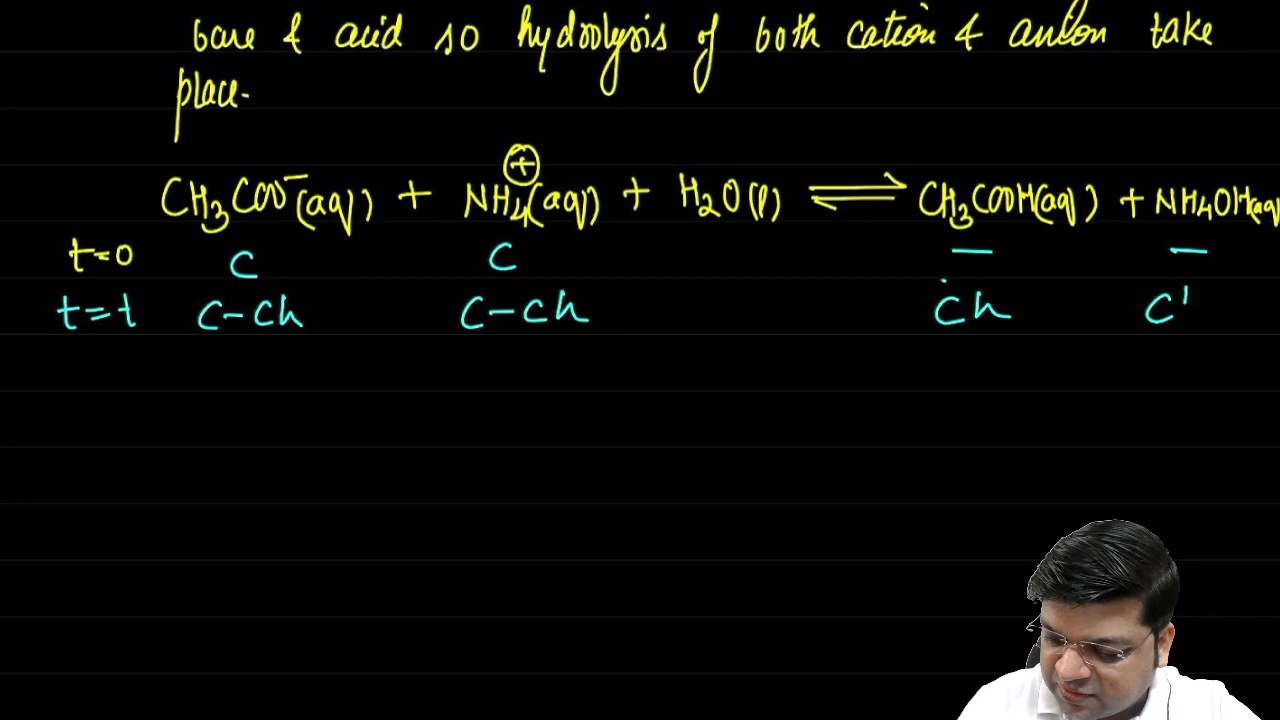 base & acid so hydrolysis of both cation & anion take
place.
CH3COO⁻(aq) + NH4⊕(aq) + H2O(l) ⇌ CH3COOH(aq) + NH4OH(aq
t=0 C C — —
t=t C-Ch C-Ch Ch C'